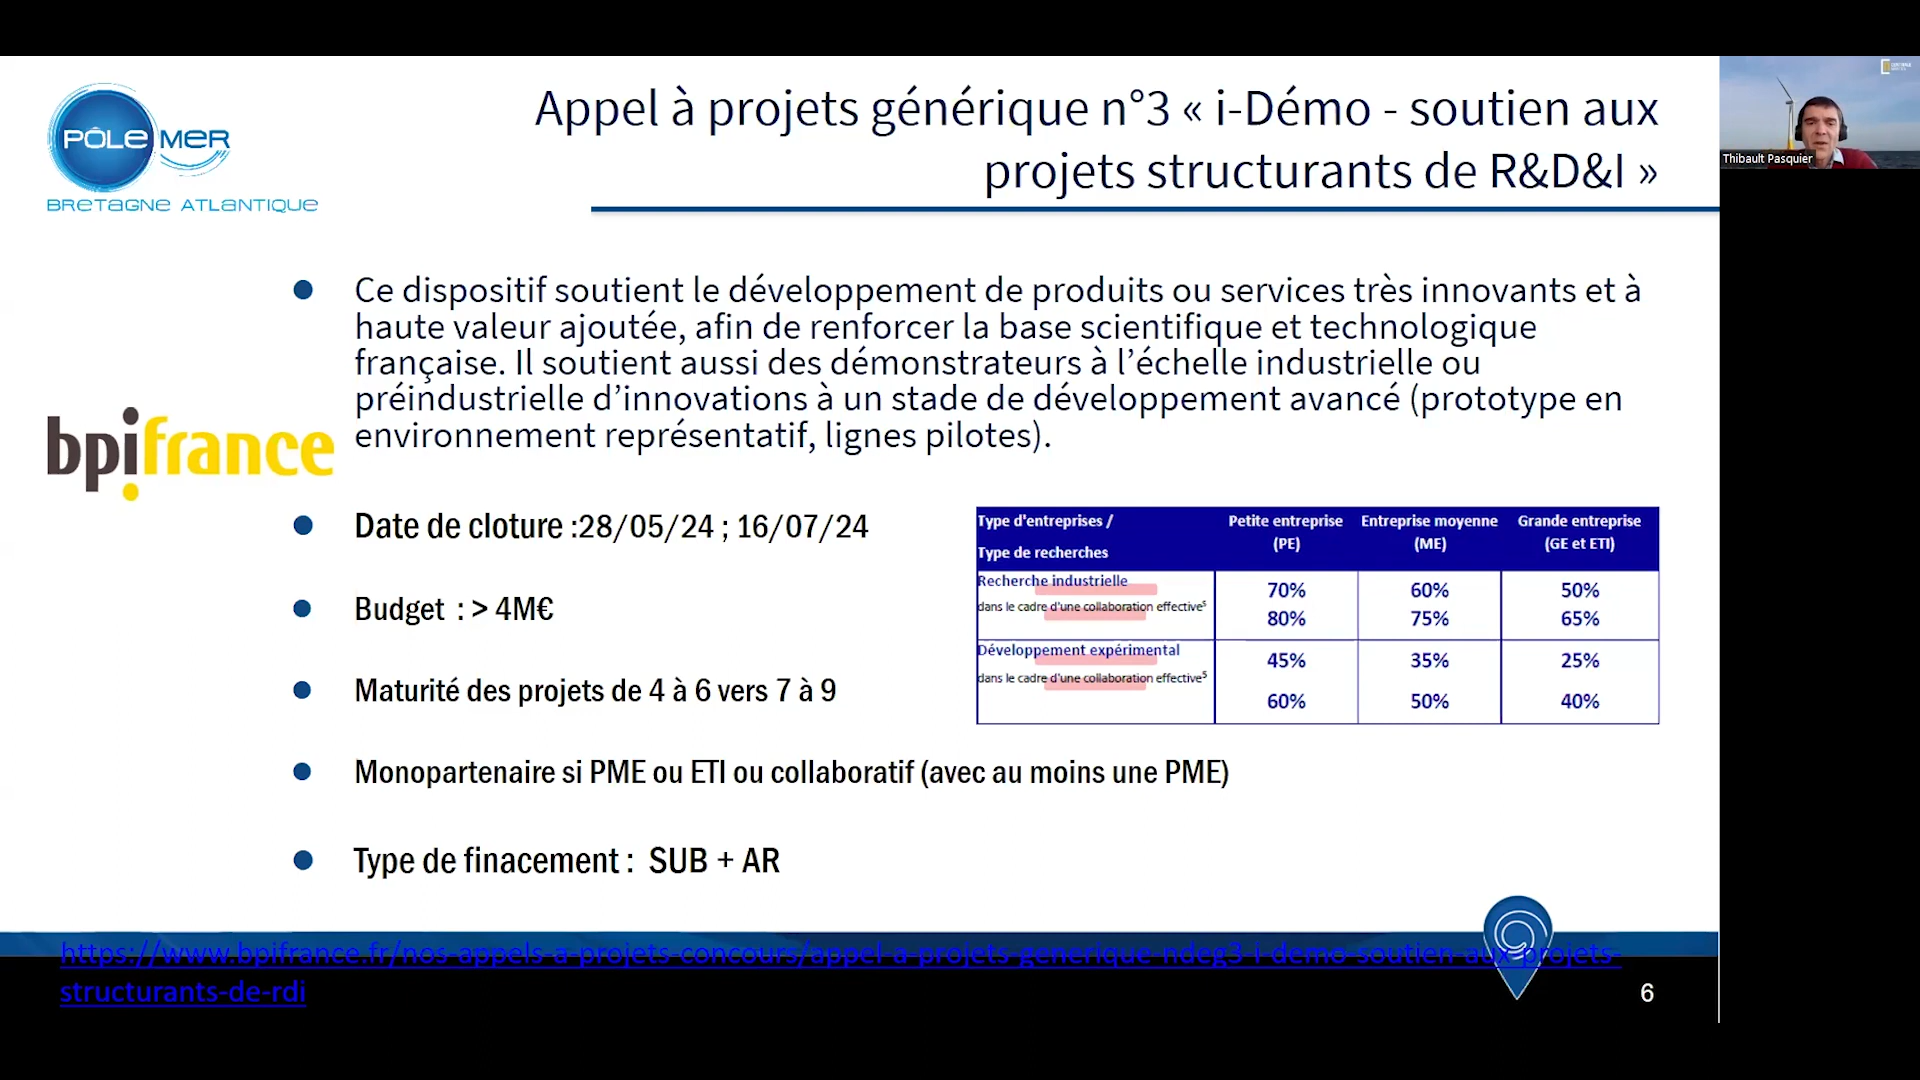 PÔLE MER
BRETAGNE ATLANTIQUE
Appel à projets générique n°3 « i-Démo - soutien aux
projets structurants de R&D&I »
Thibault Pasquier
Ce dispositif soutient le développement de produits ou services très innovants et à
haute valeur ajoutée, afin de renforcer la base scientifique et technologique
française. Il soutient aussi des démonstrateurs à l’échelle industrielle ou
préindustrielle d’innovations à un stade de développement avancé (prototype en
environnement représentatif, lignes pilotes).
bpifrance
Date de cloture :28/05/24 ; 16/07/24
Budget : > 4M€
Maturité des projets de 4 à 6 vers 7 à 9
Monopartenaire si PME ou ETI ou collaboratif (avec au moins une PME)
Type de finacement : SUB + AR
Type d'entreprises /
Type de recherches
Petite entreprise
(PE)
Entreprise moyenne
(ME)
Grande entreprise
(GE et ETI)
Recherche industrielle
dans le cadre d'une collaboration effective⁵
70% 60% 50%
80% 75% 65%
Développement expérimental
dans le cadre d'une collaboration effective⁵
45% 35% 25%
60% 50% 40%
https://www.bpifrance.fr/nos-appels-a-projets-concours/appel-a-projets-generique-ndeg3-i-demo-soutien-aux-projets-
structurants-de-rdi
6